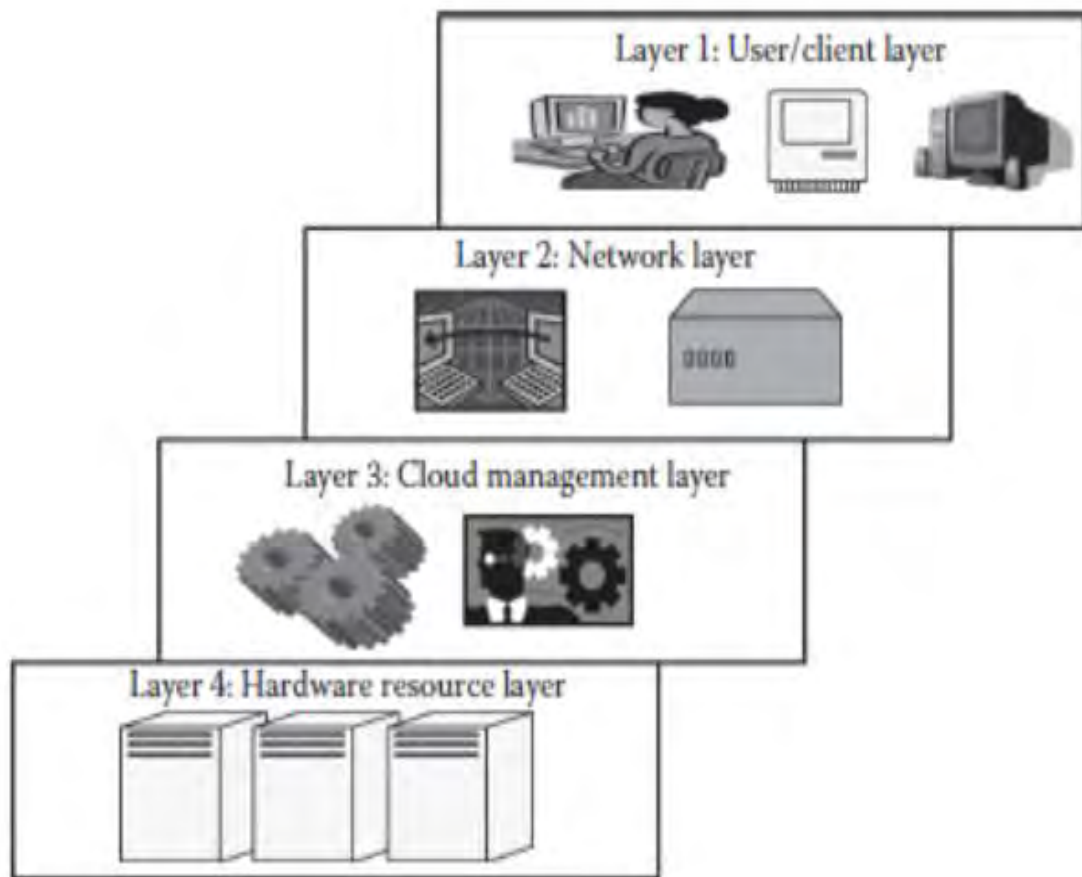 Layer 1: User/client layer
Layer 2: Network layer
Layer 3: Cloud management layer
Layer 4: Hardware resource layer